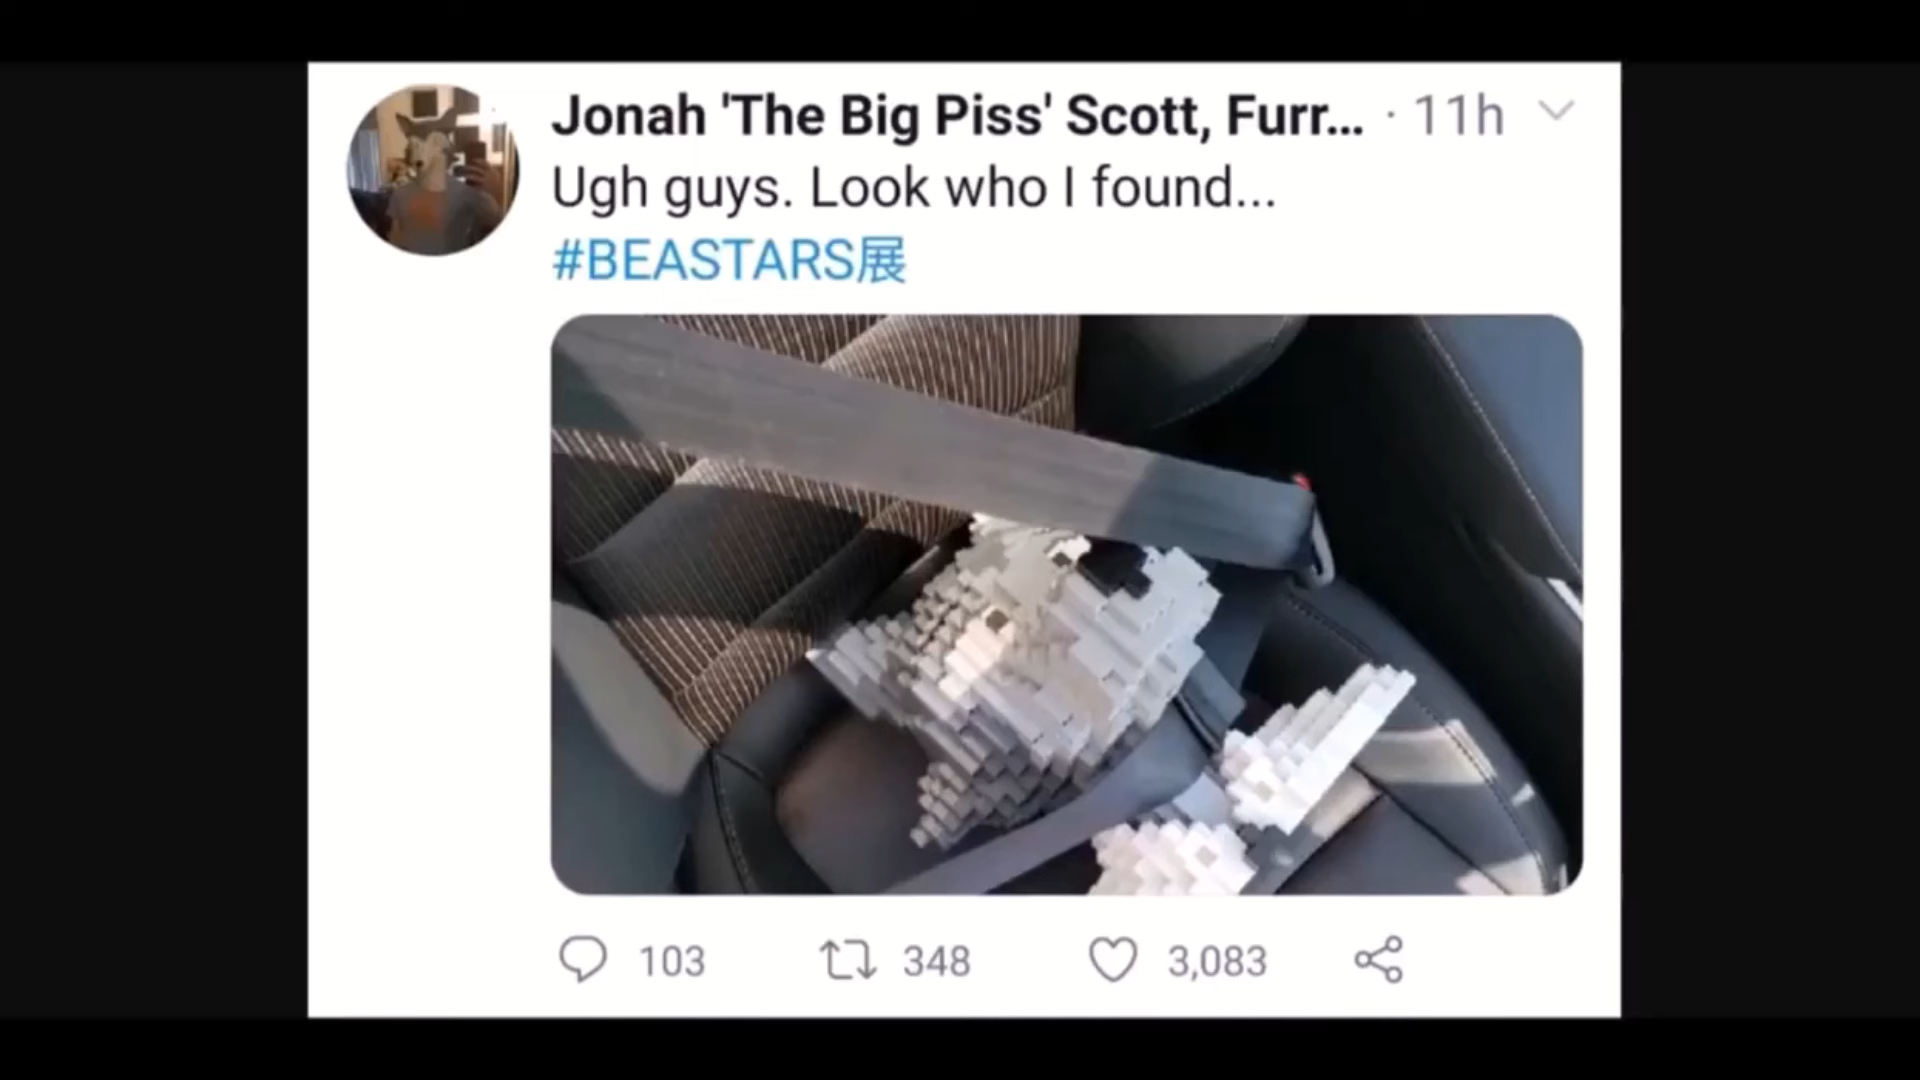 Jonah 'The Big Piss' Scott, Furr... · 11h
Ugh guys. Look who I found...
#BEASTARS展
103 348 3,083